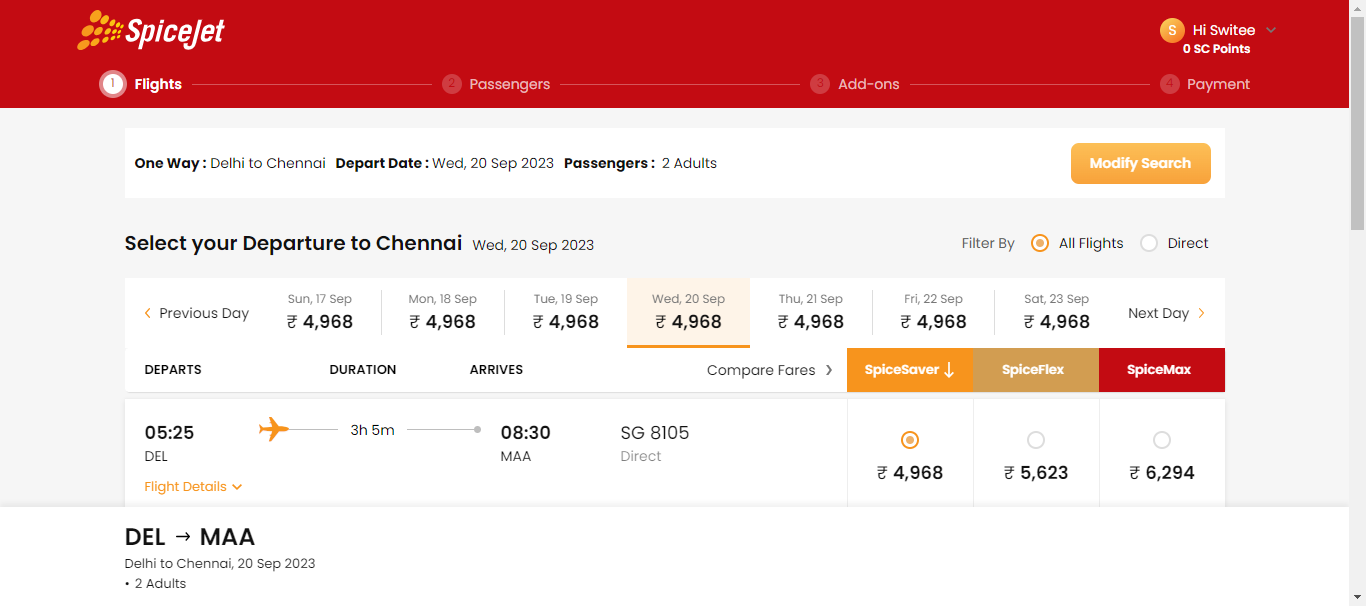 SpiceJet
S Hi Switee
0 SC Points
1 Flights 2 Passengers 3 Add-ons 4 Payment
One Way : Delhi to Chennai Depart Date : Wed, 20 Sep 2023 Passengers : 2 Adults Modify Search
Select your Departure to Chennai Wed, 20 Sep 2023 Filter By All Flights Direct
Sun, 17 Sep Mon, 18 Sep Tue, 19 Sep Wed, 20 Sep Thu, 21 Sep Fri, 22 Sep Sat, 23 Sep
Previous Day ₹ 4,968 ₹ 4,968 ₹ 4,968 ₹ 4,968 ₹ 4,968 ₹ 4,968 ₹ 4,968 Next Day
DEPARTS DURATION ARRIVES Compare Fares SpiceSaver SpiceFlex SpiceMax
05:25 3h 5m 08:30 SG 8105
DEL MAA Direct
₹ 4,968 ₹ 5,623 ₹ 6,294
Flight Details
DEL → MAA
Delhi to Chennai, 20 Sep 2023
• 2 Adults